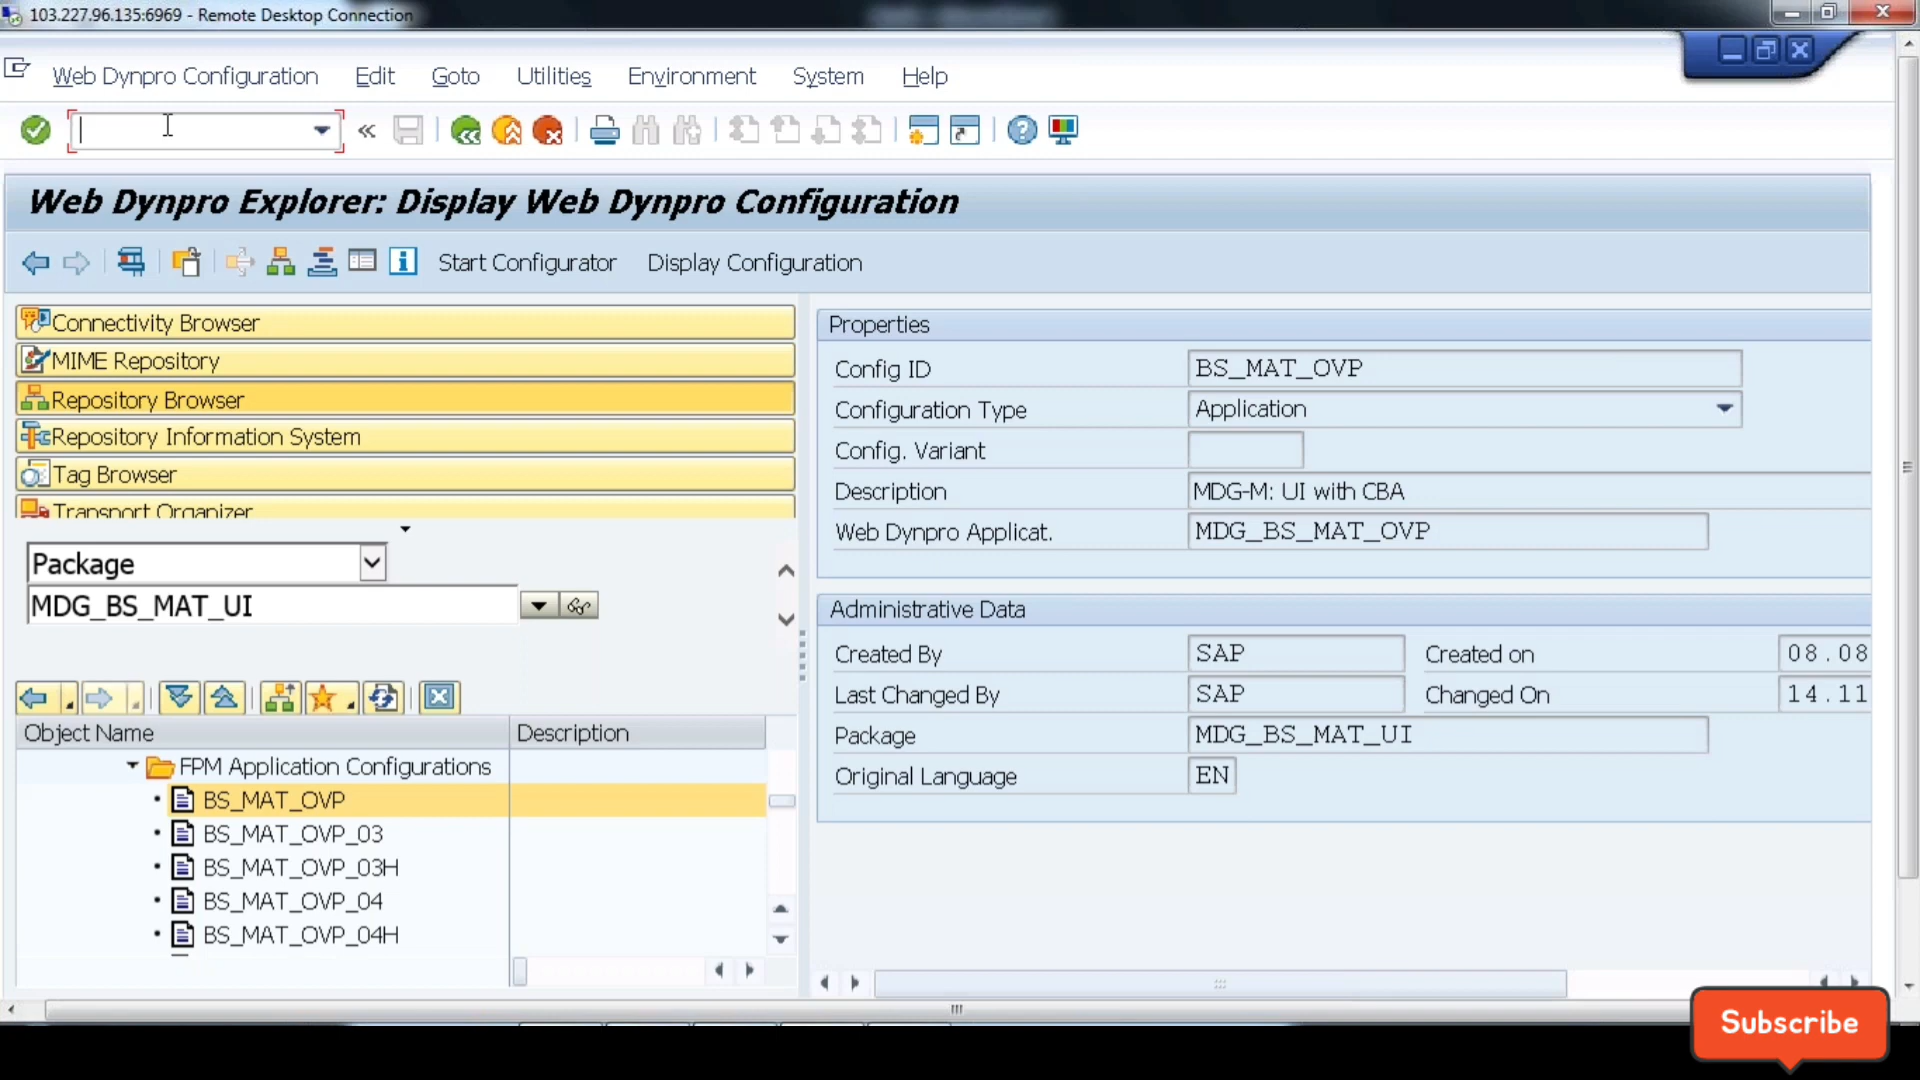 103.227.96.135:6969 - Remote Desktop Connection
Web Dynpro Configuration Edit Goto Utilities Environment System Help
Web Dynpro Explorer: Display Web Dynpro Configuration
Start Configurator Display Configuration
Connectivity Browser
MIME Repository
Repository Browser
Repository Information System
Tag Browser
Transport Organizer
Package
MDG_BS_MAT_UI
Object Name Description
FPM Application Configurations
BS_MAT_OVP
BS_MAT_OVP_03
BS_MAT_OVP_03H
BS_MAT_OVP_04
BS_MAT_OVP_04H
Properties
Config ID BS_MAT_OVP
Configuration Type Application
Config. Variant
Description MDG-M: UI with CBA
Web Dynpro Applicat. MDG_BS_MAT_OVP
Administrative Data
Created By SAP Created on 08.08
Last Changed By SAP Changed On 14.11
Package MDG_BS_MAT_UI
Original Language EN
Subscribe